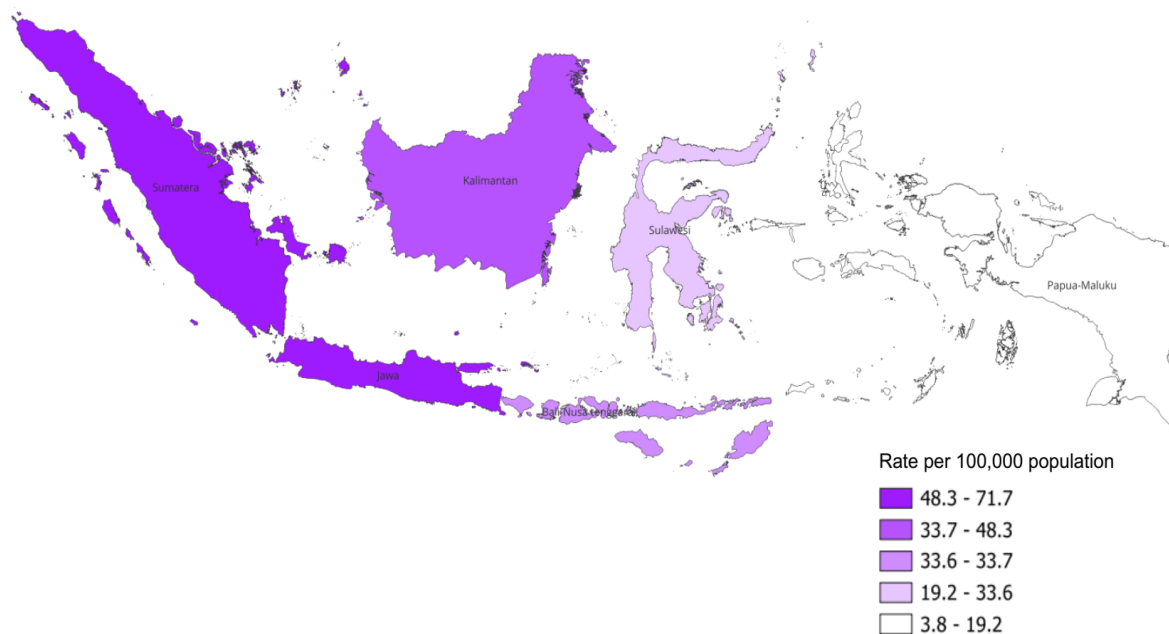 Kalimantan
Sumatera
Sulawesi
Papua-Maluku
Jawa
Bali-Nusa tenggara
Rate per 100,000 population
48.3 - 71.7
33.7 - 48.3
33.6 - 33.7
19.2 - 33.6
3.8 - 19.2